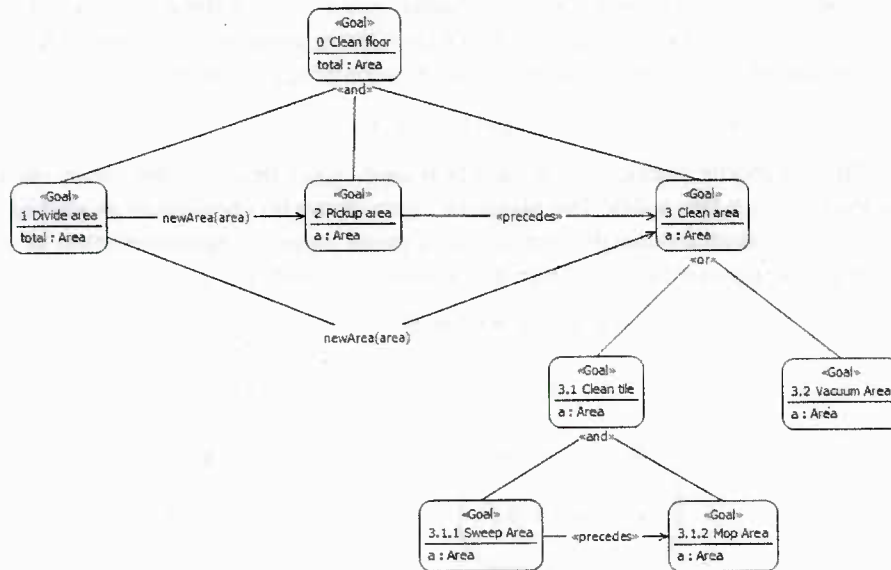 «Goal»
0 Clean floor
total : Area
«and»
«Goal»
1 Divide area
total : Area
newArea(area)
«Goal»
2 Pickup area
a : Area
«precedes»
«Goal»
3 Clean area
a : Area
«or»
newArea(area)
«Goal»
3.1 Clean tile
a : Area
«and»
«Goal»
3.2 Vacuum Area
a : Area
«Goal»
3.1.1 Sweep Area
a : Area
«precedes»
«Goal»
3.1.2 Mop Area
a : Area